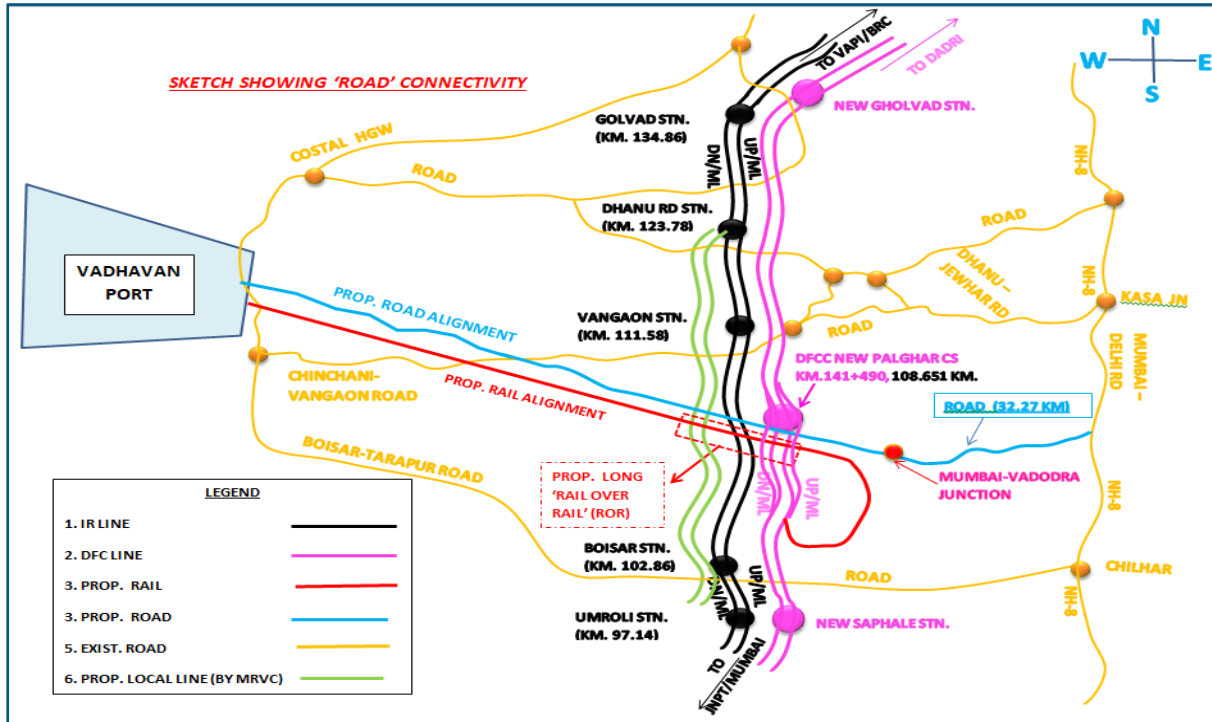 SKETCH SHOWING 'ROAD' CONNECTIVITY
TO VAPI/BRC
TO DADRI
N
W
E
S
NEW GHOLVAD STN.
GOLVAD STN.
(KM. 134.86)
UP/ML
DN/ML
COSTAL HGW
ROAD
NH-8
DHANU RD STN.
(KM. 123.78)
ROAD
DHANU –
JEWHAR RD
NH-8
KASA JN
VADHAVAN
PORT
PROP. ROAD ALIGNMENT
VANGAON STN.
(KM. 111.58)
ROAD
MUMBAI –
DELHI RD
DFCC NEW PALGHAR CS
KM.141+490, 108.651 KM.
CHINCHANI-
VANGAON ROAD
PROP. RAIL ALIGNMENT
ROAD (32.27 KM)
BOISAR-TARAPUR ROAD
PROP. LONG
'RAIL OVER
RAIL' (ROR)
DN/ML
UP/ML
MUMBAI-VADODRA
JUNCTION
NH-8
LEGEND
1. IR LINE
2. DFC LINE
3. PROP. RAIL
3. PROP. ROAD
5. EXIST. ROAD
6. PROP. LOCAL LINE (BY MRVC)
BOISAR STN.
(KM. 102.86)
DN/ML
UP/ML
ROAD
CHILHAR
NH-8
UMROLI STN.
(KM. 97.14)
NEW SAPHALE STN.
TO
JNPT/MUMBAI